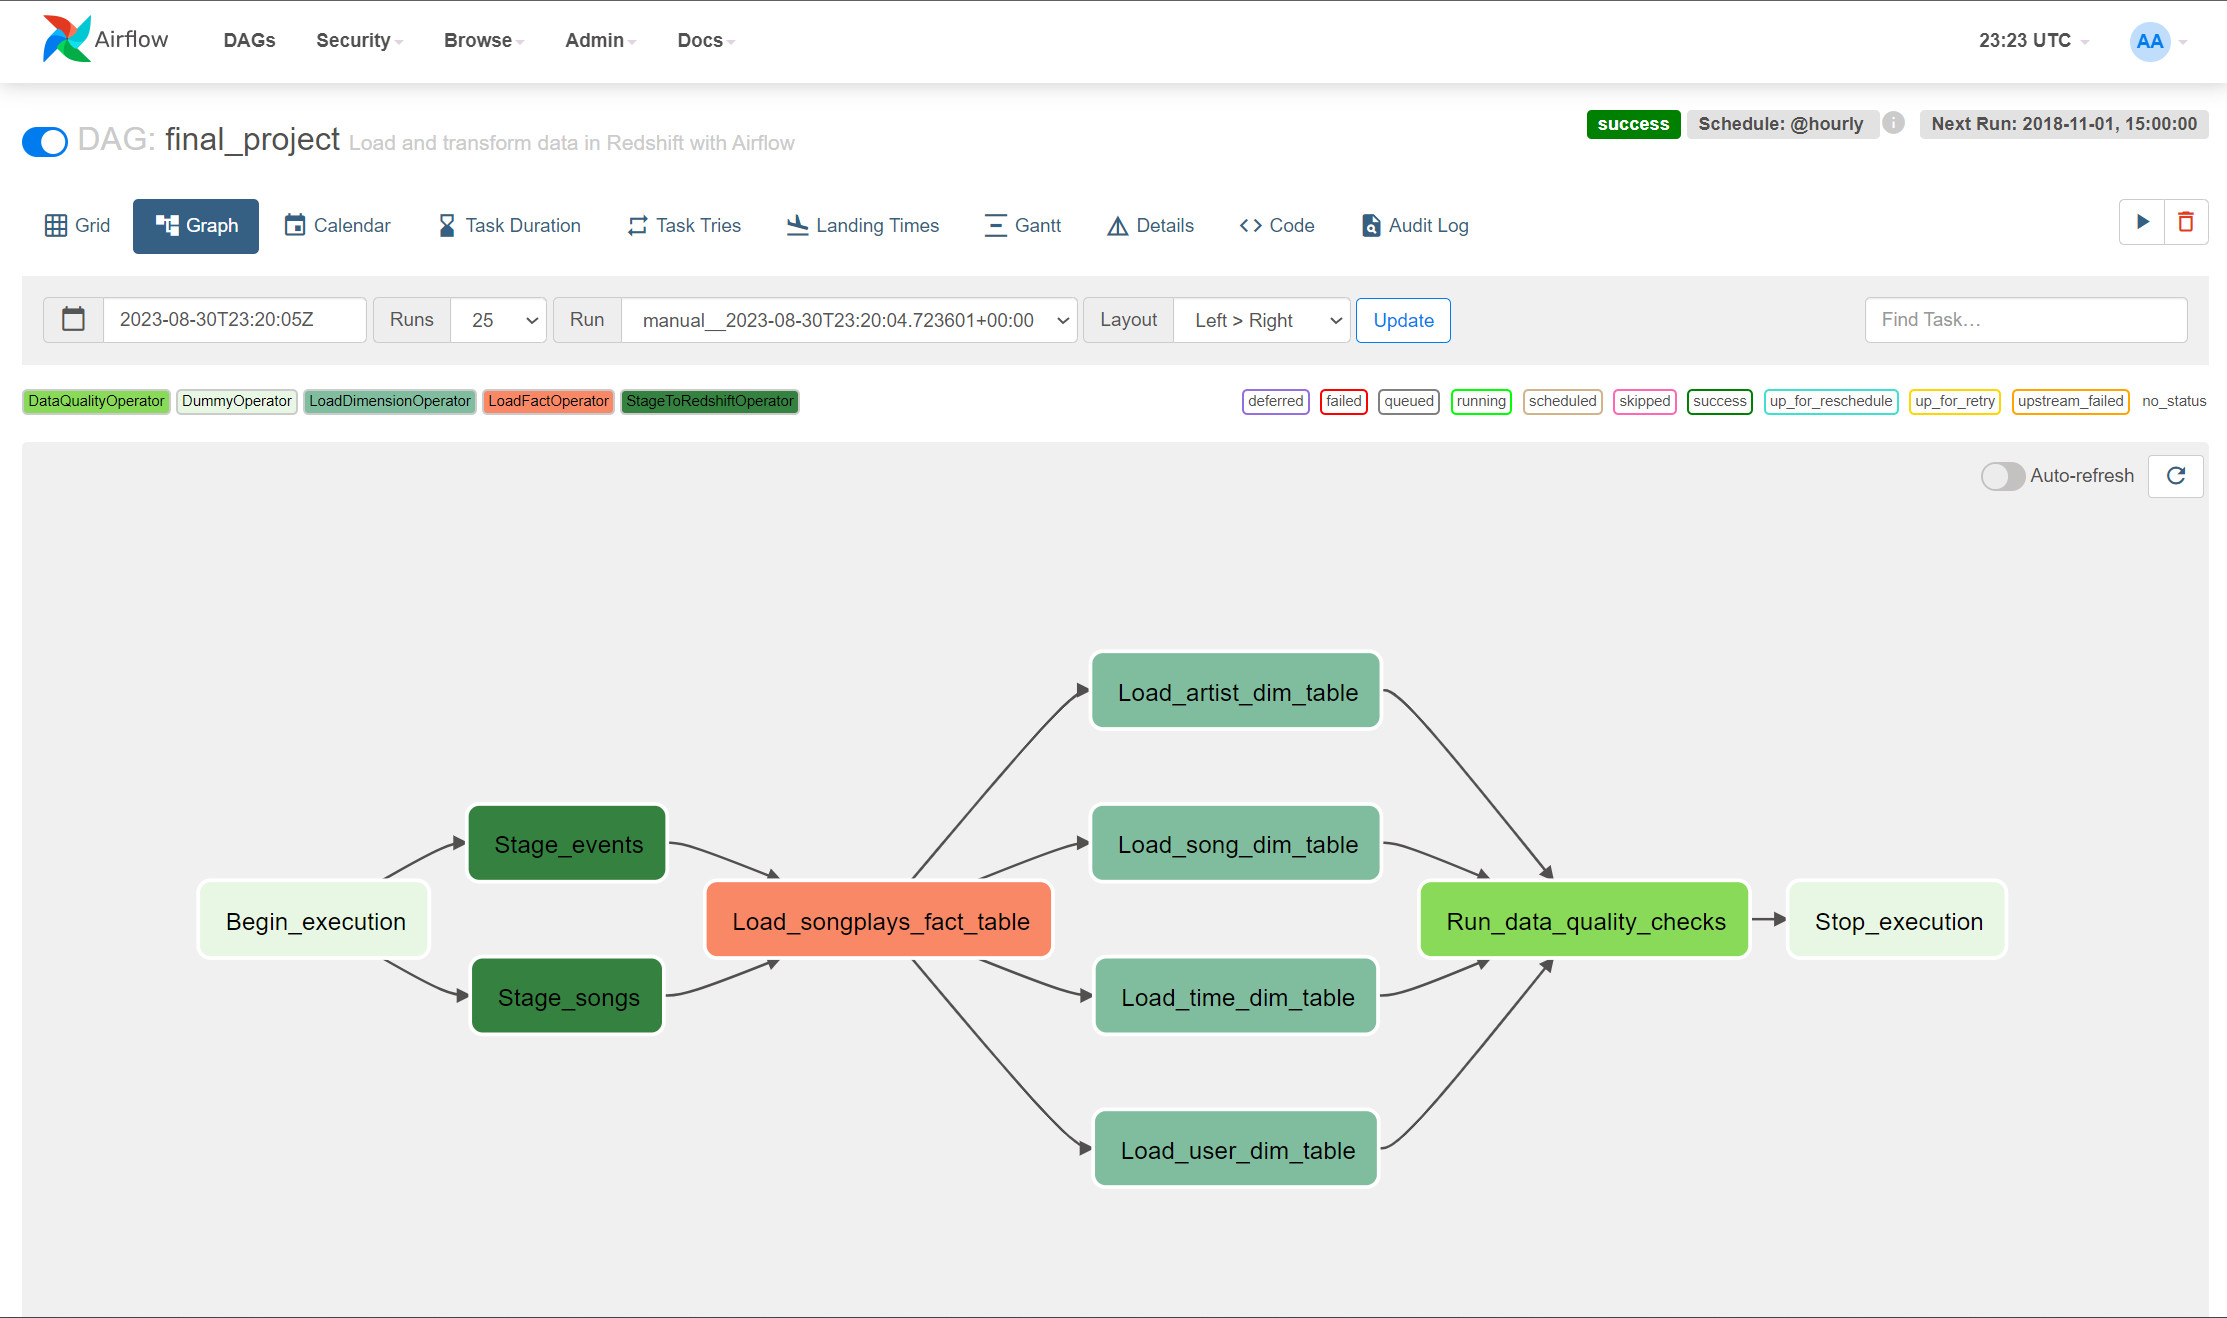 Airflow DAGs Security Browse Admin Docs 23:23 UTC AA
DAG: final_project Load and transform data in Redshift with Airflow success Schedule: @hourly i Next Run: 2018-11-01, 15:00:00
Grid Graph Calendar Task Duration Task Tries Landing Times Gantt Details Code Audit Log
2023-08-30T23:20:05Z Runs 25 Run manual__2023-08-30T23:20:04.723601+00:00 Layout Left > Right Update Find Task…
DataQualityOperator DummyOperator LoadDimensionOperator LoadFactOperator StageToRedshiftOperator deferred failed queued running scheduled skipped success up_for_reschedule up_for_retry upstream_failed no_status
Auto-refresh
Load_artist_dim_table
Stage_events Load_song_dim_table
Begin_execution Load_songplays_fact_table Run_data_quality_checks Stop_execution
Stage_songs Load_time_dim_table
Load_user_dim_table